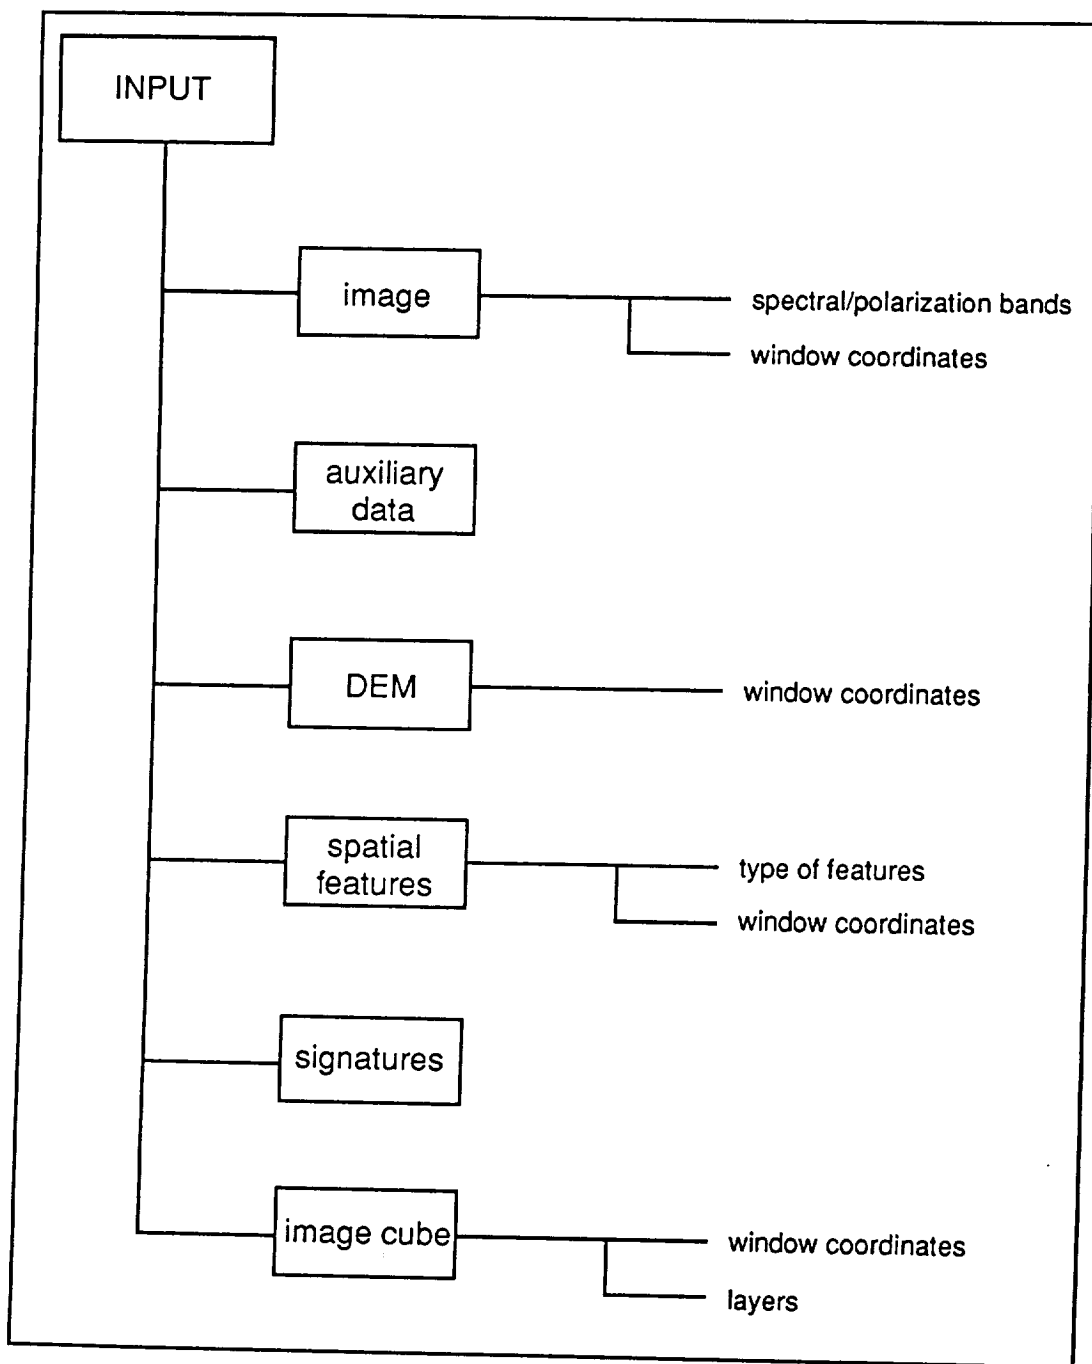 INPUT
image
spectral/polarization bands
window coordinates
auxiliary
data
DEM
window coordinates
spatial
features
type of features
window coordinates
signatures
image cube
window coordinates
layers